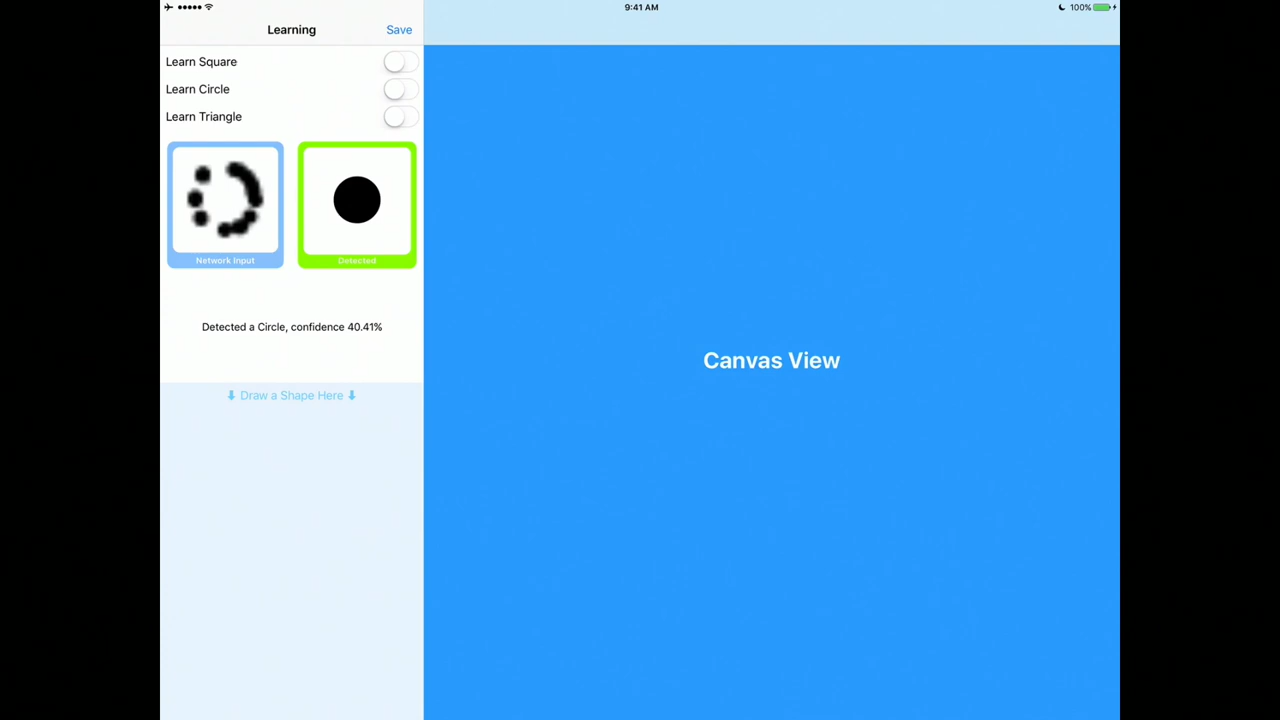 9:41 AM
100%
Learning
Save
Learn Square
Learn Circle
Learn Triangle
Network Input
Detected
Detected a Circle, confidence 40.41%
⬇ Draw a Shape Here ⬇
Canvas View